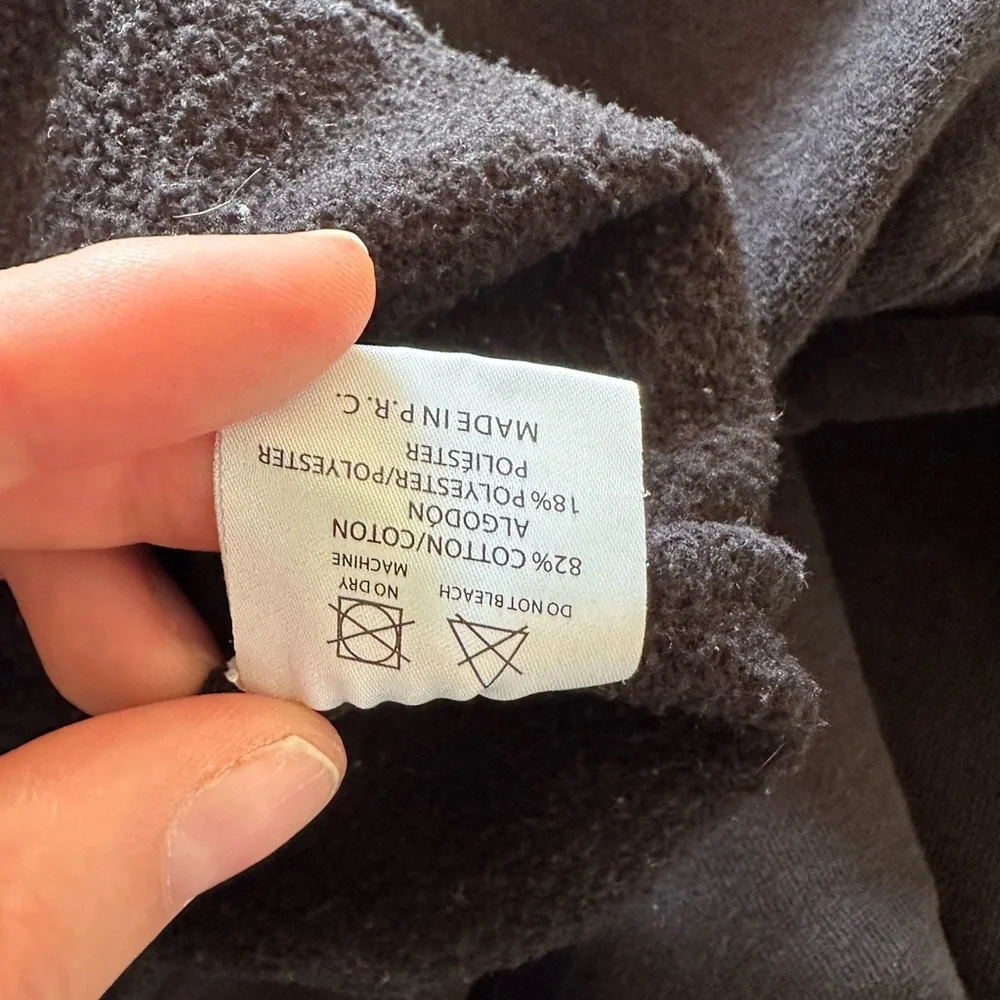 DO NOT BLEACH
NO DRY
MACHINE
82% COTTON/COTON
ALGODÓN
18% POLYESTER/POLYESTER
POLIÉSTER
MADE IN P.R.C.